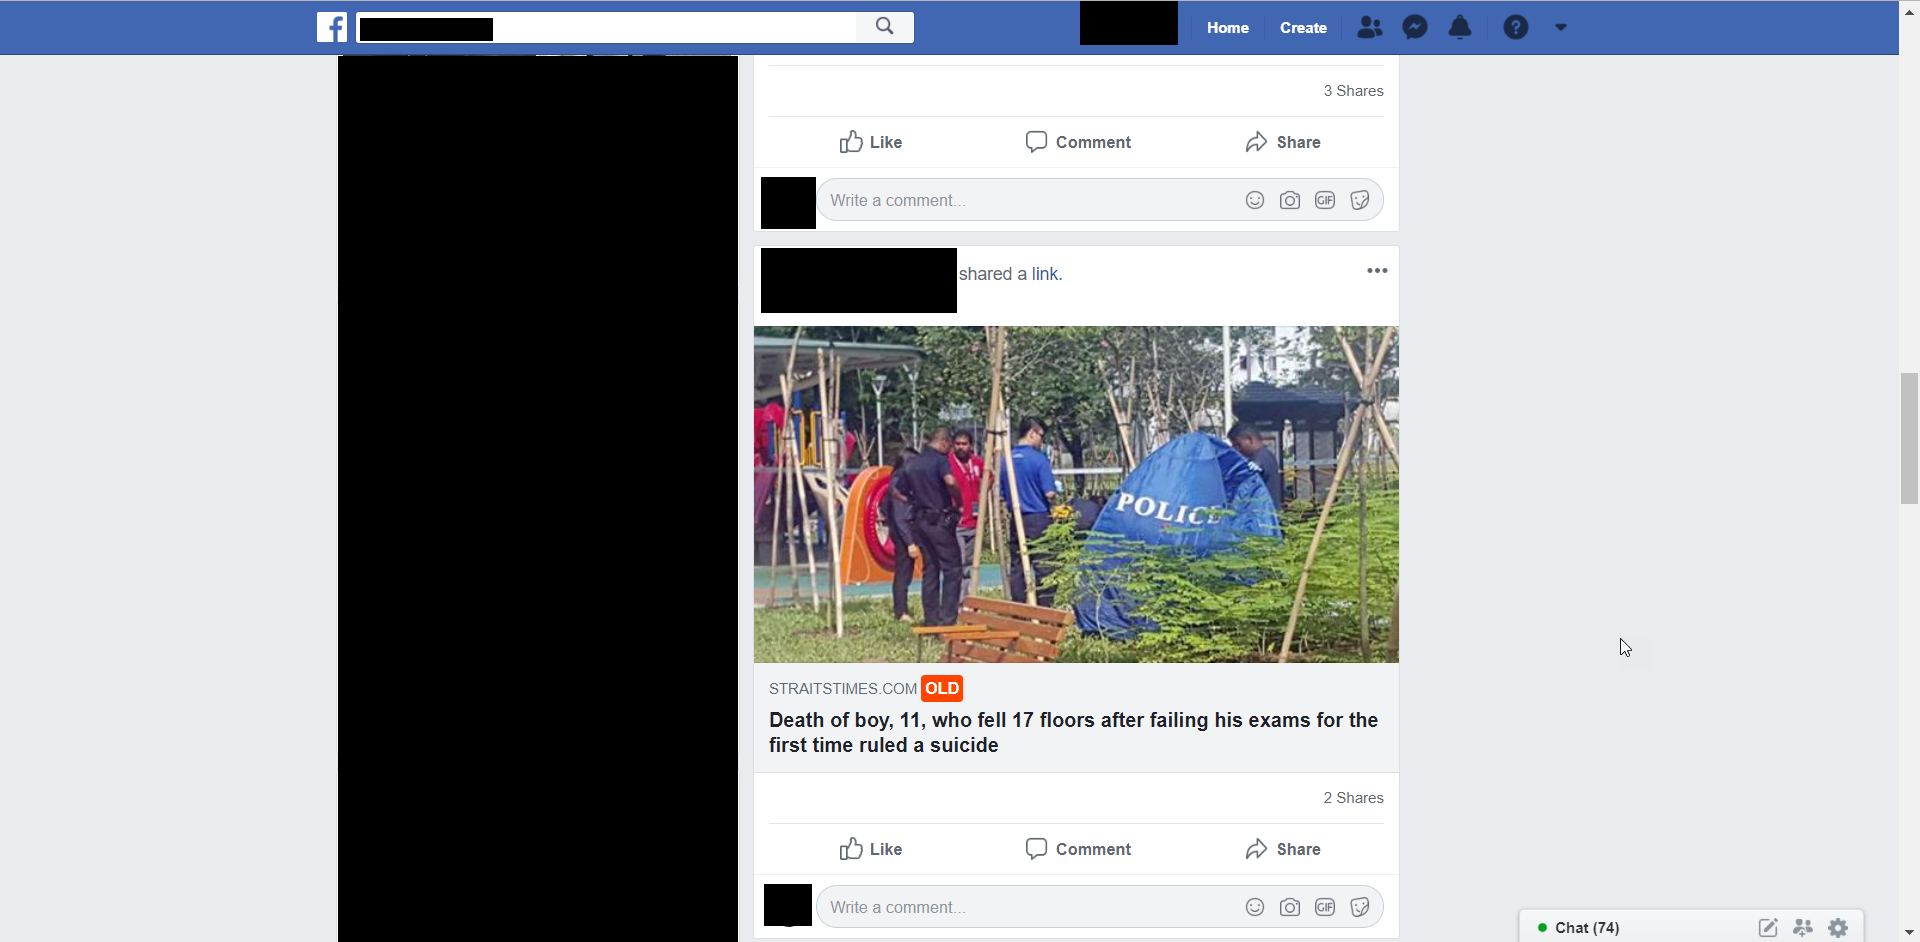 Home
Create
3 Shares
Like
Comment
Share
Write a comment...
GIF
shared a link.
POLICE
STRAITSTIMES.COM OLD
Death of boy, 11, who fell 17 floors after failing his exams for the
first time ruled a suicide
2 Shares
Like
Comment
Share
Write a comment...
GIF
Chat (74)